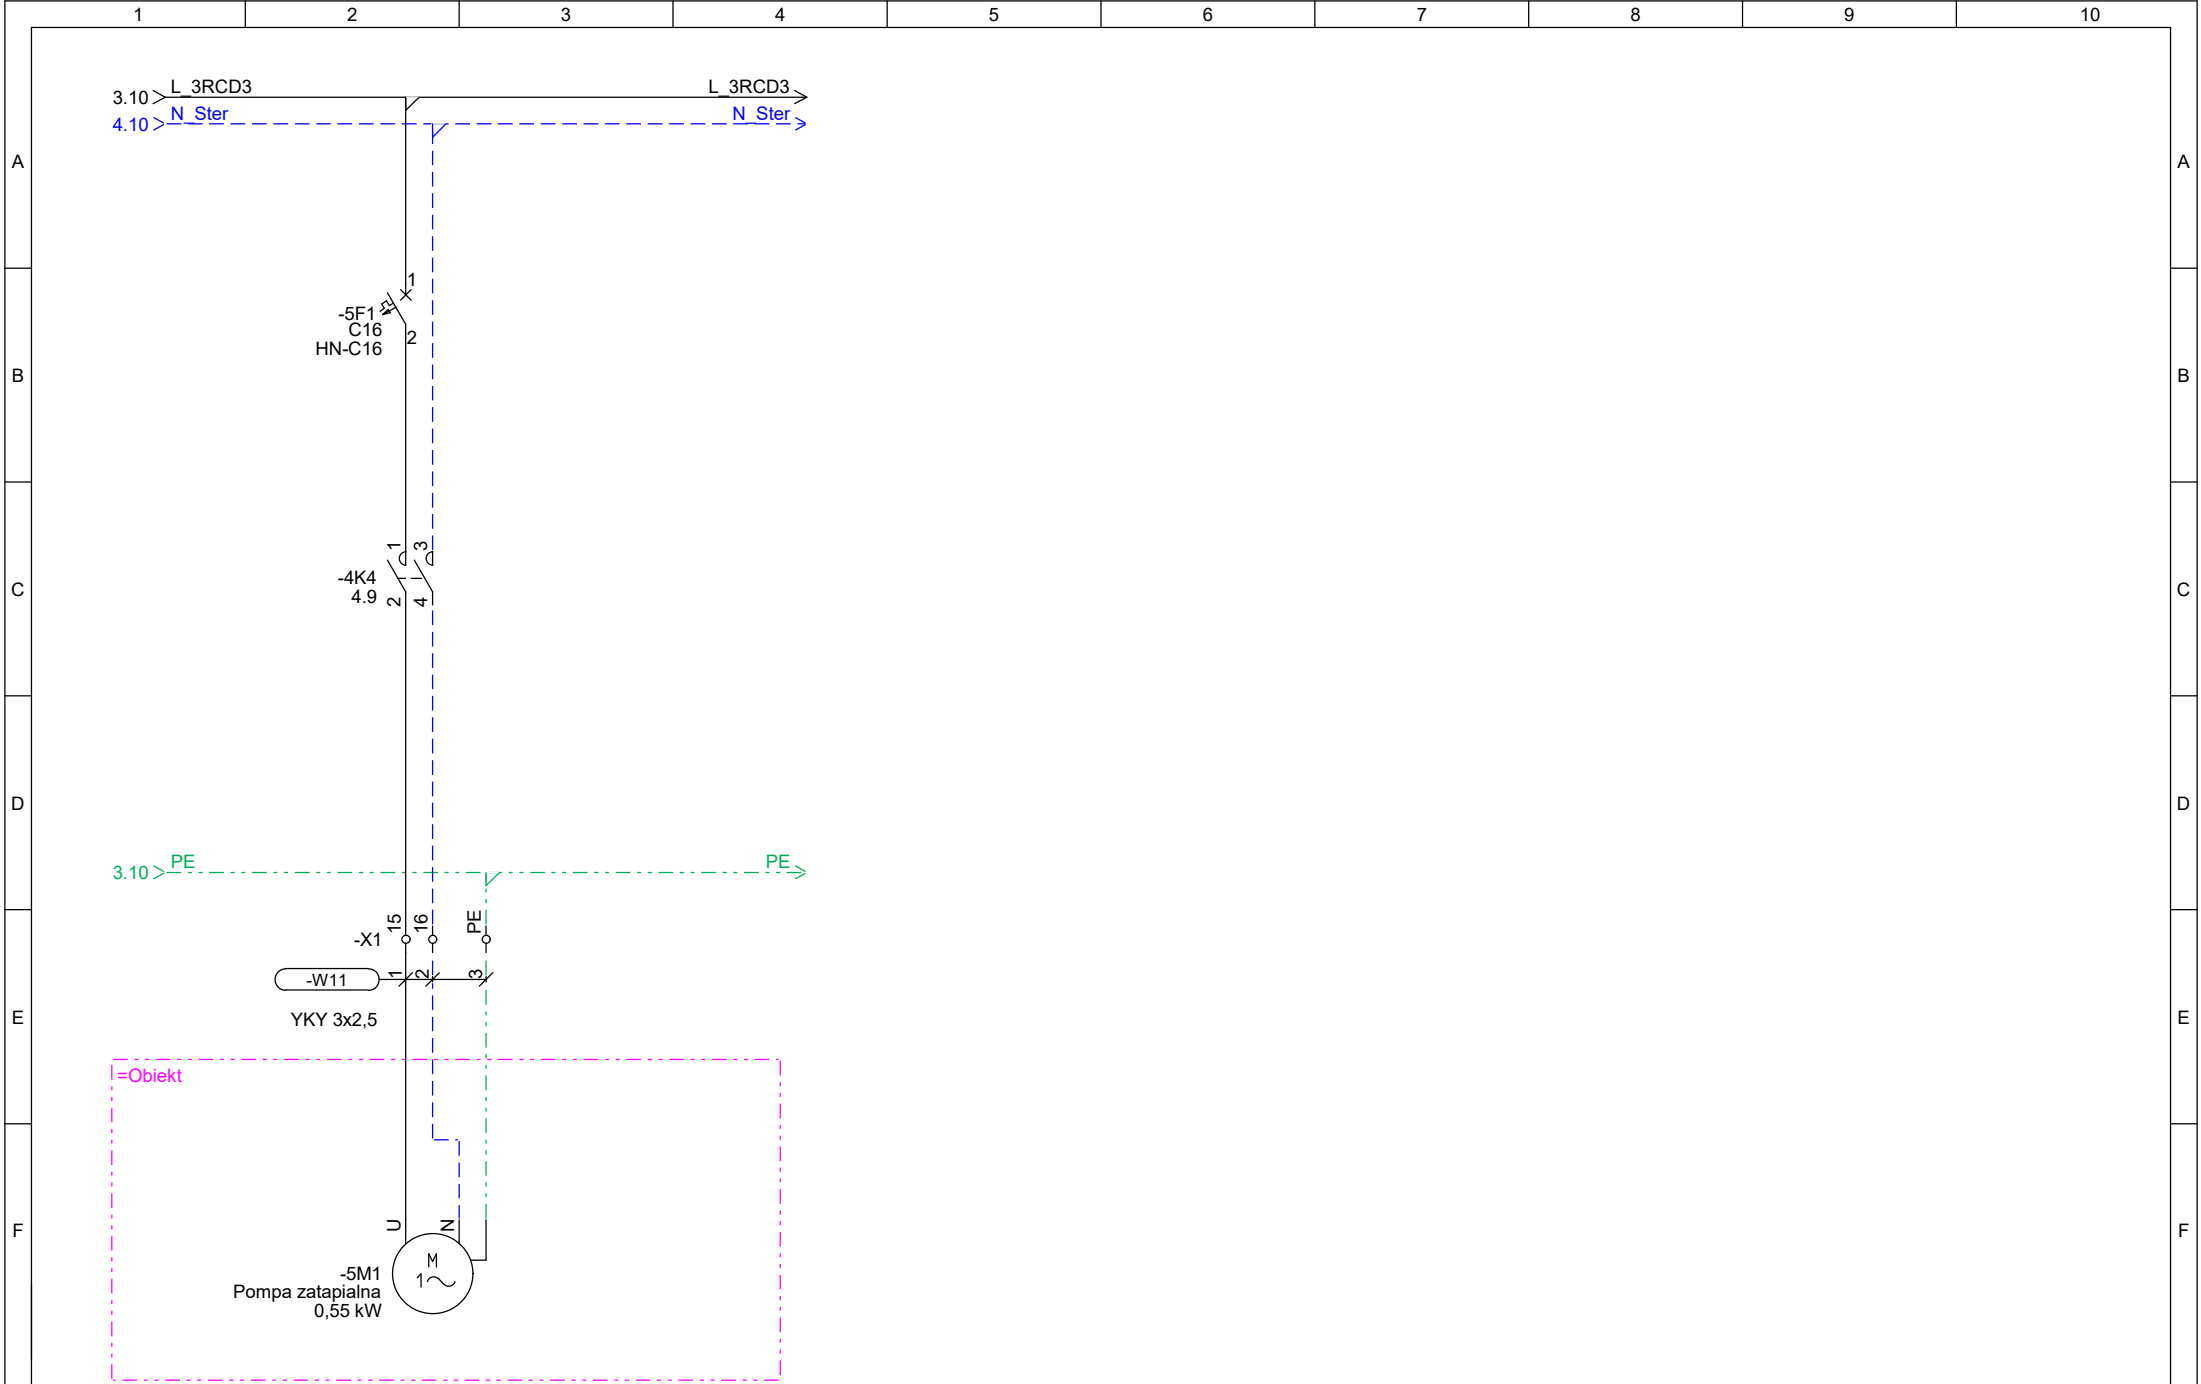 1 2 3 4 5 6 7 8 9 10
3.10 L_3RCD3 L_3RCD3
4.10 N_Ster N_Ster
A A
1
-5F1
C16
2
HN-C16
B B
1 3
-4K4
4.9
2 4
C C
D D
3.10 PE PE
15 16 PE
-X1
1 2 3
-W11
YKY 3x2,5
E E
=Obiekt
U N
F F
M
1~
-5M1
Pompa zatapialna
0,55 kW